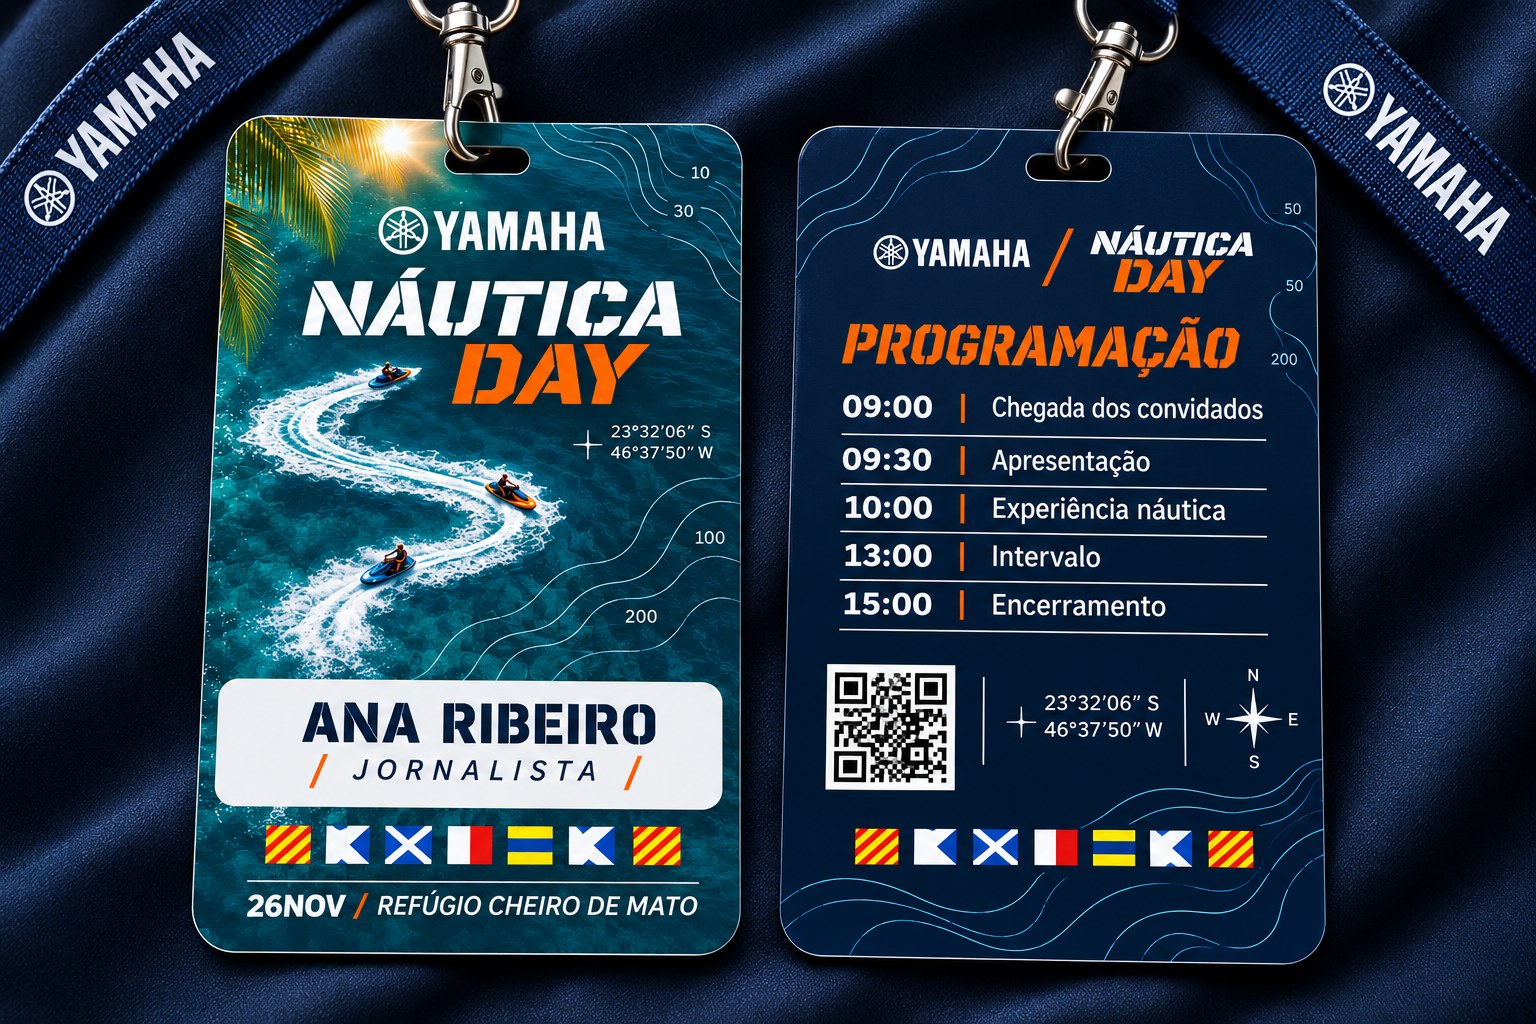 YAMAHA
YAMAHA
10
30
YAMAHA
NÁUTICA
DAY
23°32'06" S
46°37'50" W
100
200
ANA RIBEIRO
/ JORNALISTA /
26NOV / REFÚGIO CHEIRO DE MATO
50
YAMAHA / NÁUTICA
DAY
50
PROGRAMAÇÃO
200
09:00 | Chegada dos convidados
09:30 | Apresentação
10:00 | Experiência náutica
13:00 | Intervalo
15:00 | Encerramento
23°32'06" S
46°37'50" W
N
W E
S